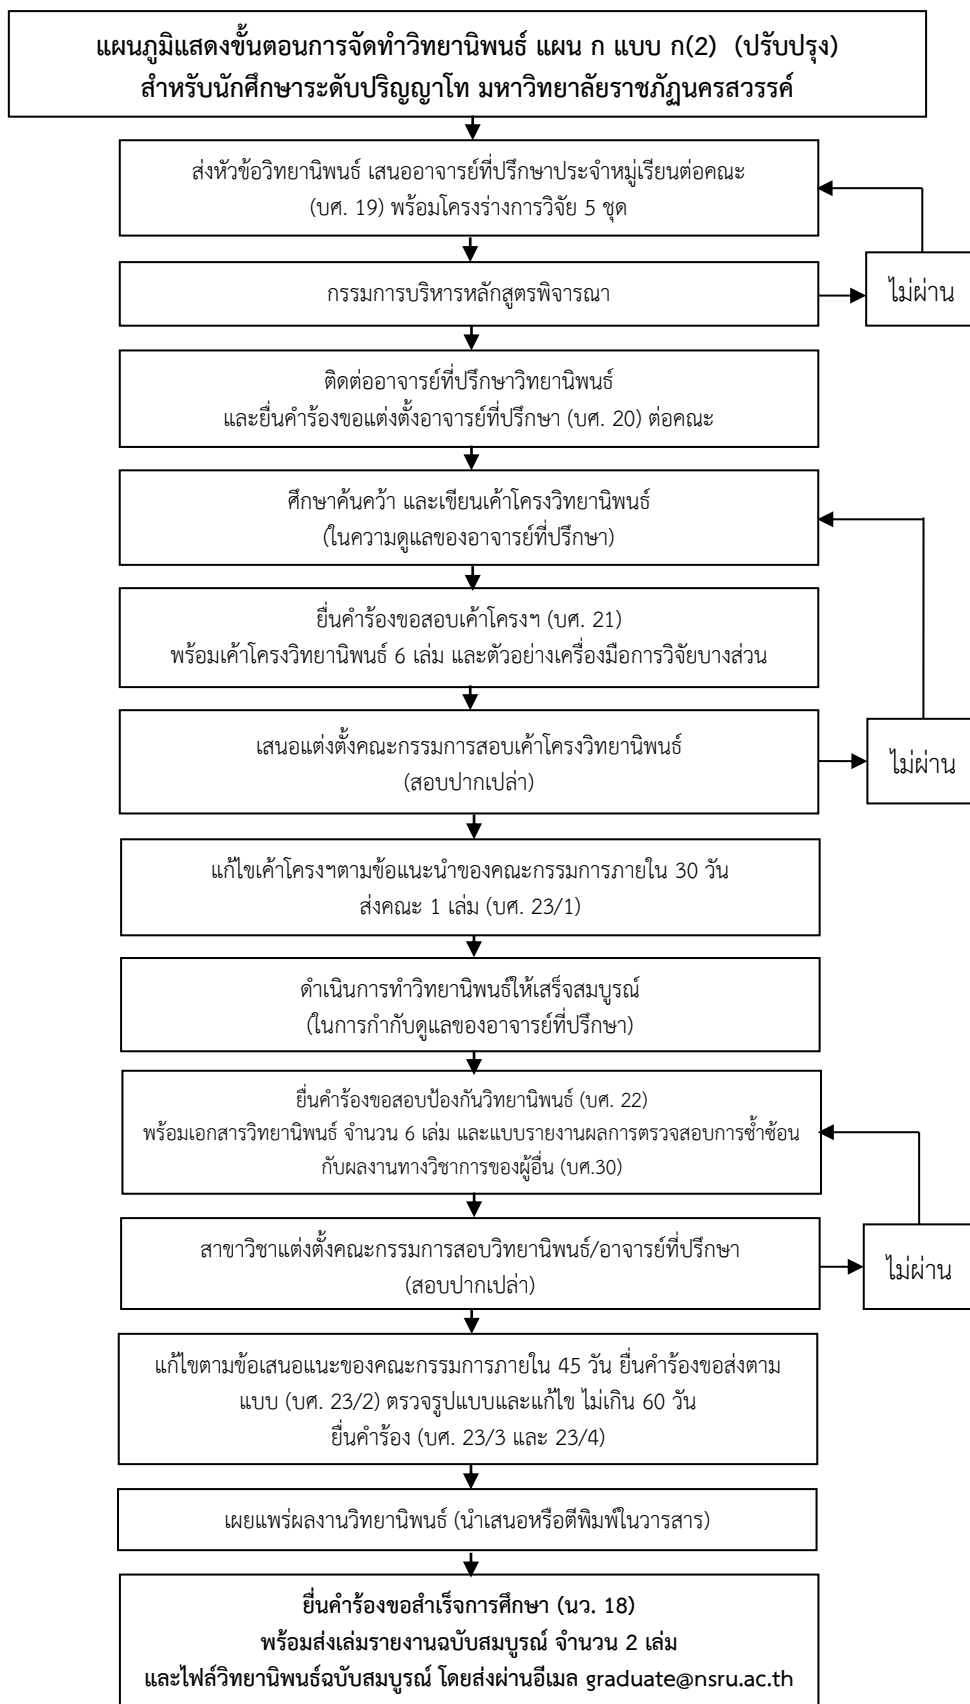 แผนภูมิแสดงขั้นตอนการจัดทำวิทยานิพนธ์ แผน ก แบบ ก(2) (ปรับปรุง)
สำหรับนักศึกษาระดับปริญญาโท มหาวิทยาลัยราชภัฏนครสวรรค์
ส่งหัวข้อวิทยานิพนธ์ เสนออาจารย์ที่ปรึกษาประจำหมู่เรียนต่อคณะ
(บศ. 19) พร้อมโครงร่างการวิจัย 5 ชุด
กรรมการบริหารหลักสูตรพิจารณา
ไม่ผ่าน
ติดต่ออาจารย์ที่ปรึกษาวิทยานิพนธ์
และยื่นคำร้องขอแต่งตั้งอาจารย์ที่ปรึกษา (บศ. 20) ต่อคณะ
ศึกษาค้นคว้า และเขียนเค้าโครงวิทยานิพนธ์
(ในความดูแลของอาจารย์ที่ปรึกษา)
ยื่นคำร้องขอสอบเค้าโครงฯ (บศ. 21)
พร้อมเค้าโครงวิทยานิพนธ์ 6 เล่ม และตัวอย่างเครื่องมือการวิจัยบางส่วน
เสนอแต่งตั้งคณะกรรมการสอบเค้าโครงวิทยานิพนธ์
(สอบปากเปล่า)
ไม่ผ่าน
แก้ไขเค้าโครงฯตามข้อแนะนำของคณะกรรมการภายใน 30 วัน
ส่งคณะ 1 เล่ม (บศ. 23/1)
ดำเนินการทำวิทยานิพนธ์ให้เสร็จสมบูรณ์
(ในการกำกับดูแลของอาจารย์ที่ปรึกษา)
ยื่นคำร้องขอสอบป้องกันวิทยานิพนธ์ (บศ. 22)
พร้อมเอกสารวิทยานิพนธ์ จำนวน 6 เล่ม และแบบรายงานผลการตรวจสอบการซ้ำซ้อน
กับผลงานทางวิชาการของผู้อื่น (บศ.30)
สาขาวิชาแต่งตั้งคณะกรรมการสอบวิทยานิพนธ์/อาจารย์ที่ปรึกษา
(สอบปากเปล่า)
ไม่ผ่าน
แก้ไขตามข้อเสนอแนะของคณะกรรมการภายใน 45 วัน ยื่นคำร้องขอส่งตาม
แบบ (บศ. 23/2) ตรวจรูปแบบและแก้ไข ไม่เกิน 60 วัน
ยื่นคำร้อง (บศ. 23/3 และ 23/4)
เผยแพร่ผลงานวิทยานิพนธ์ (นำเสนอหรือตีพิมพ์ในวารสาร)
ยื่นคำร้องขอสำเร็จการศึกษา (นว. 18)
พร้อมส่งเล่มรายงานฉบับสมบูรณ์ จำนวน 2 เล่ม
และไฟล์วิทยานิพนธ์ฉบับสมบูรณ์ โดยส่งผ่านอีเมล graduate@nsru.ac.th